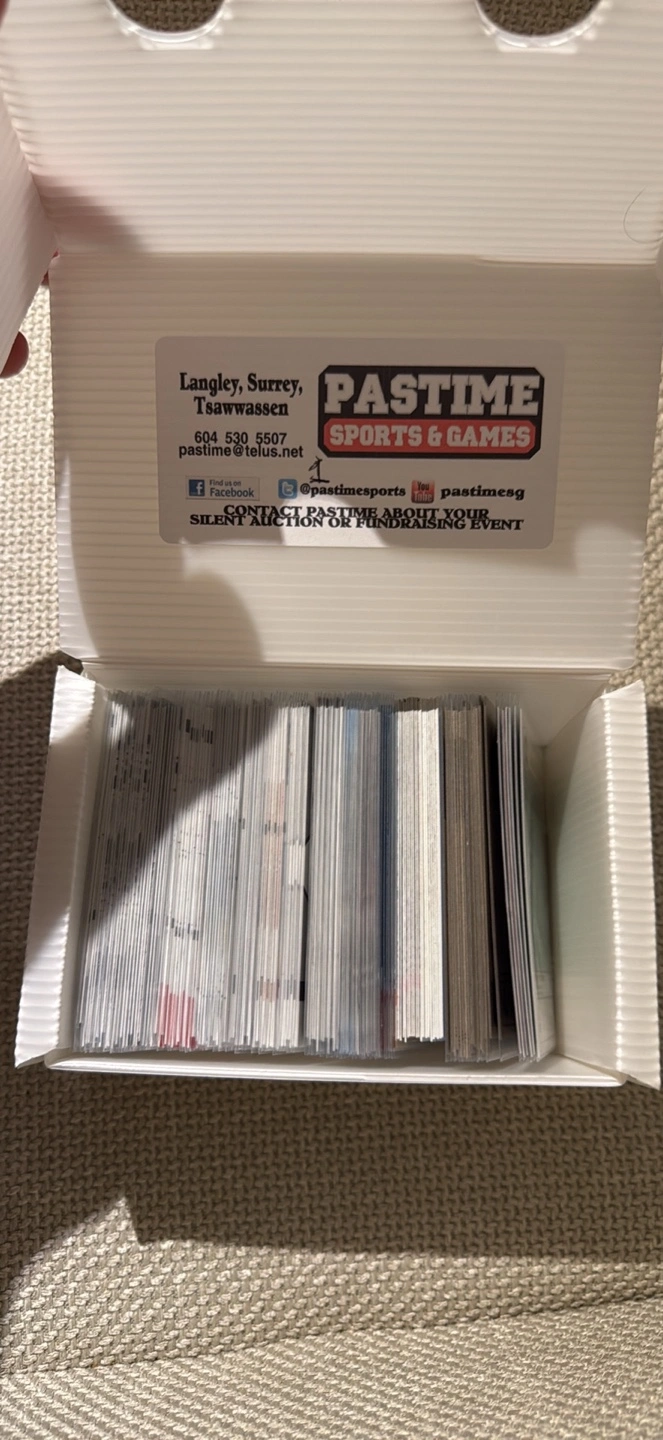 Langley, Surrey,
Tsawwassen
604 530 5507
pastime@telus.net
PASTIME
SPORTS & GAMES
1
Find us on
Facebook
@pastimesports
You
Tube
pastimesg
CONTACT PASTIME ABOUT YOUR
SILENT AUCTION OR FUNDRAISING EVENT